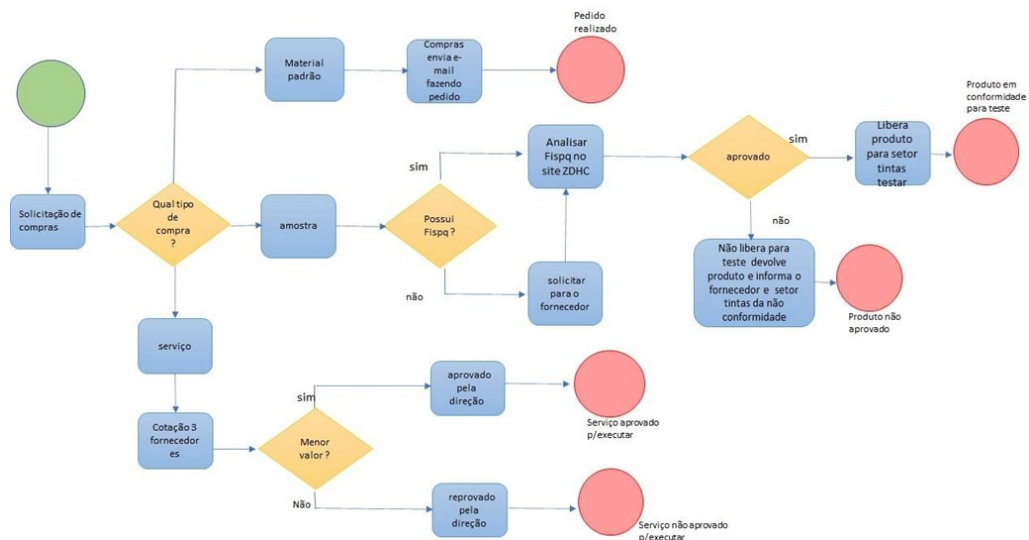 Solicitação de
compras
Qual tipo
de
compra
?
Material
padrão
Compras
envia e-
mail
fazendo
pedido
Pedido
realizado
amostra
Possui
Fispq ?
sim
não
Analisar
Fispq no
site ZDHC
solicitar
para o
fornecedor
aprovado
sim
Libera
produto
para setor
tintas
testar
Produto em
conformidade
para teste
não
Não libera para
teste devolve
produto e informa o
fornecedor e setor
tintas da não
conformidade
Produto não
aprovado
serviço
Cotação 3
fornecedor
es
Menor
valor ?
sim
aprovado
pela
direção
Serviço aprovado
p/executar
Não
reprovado
pela
direção
Serviço não aprovado
p/executar